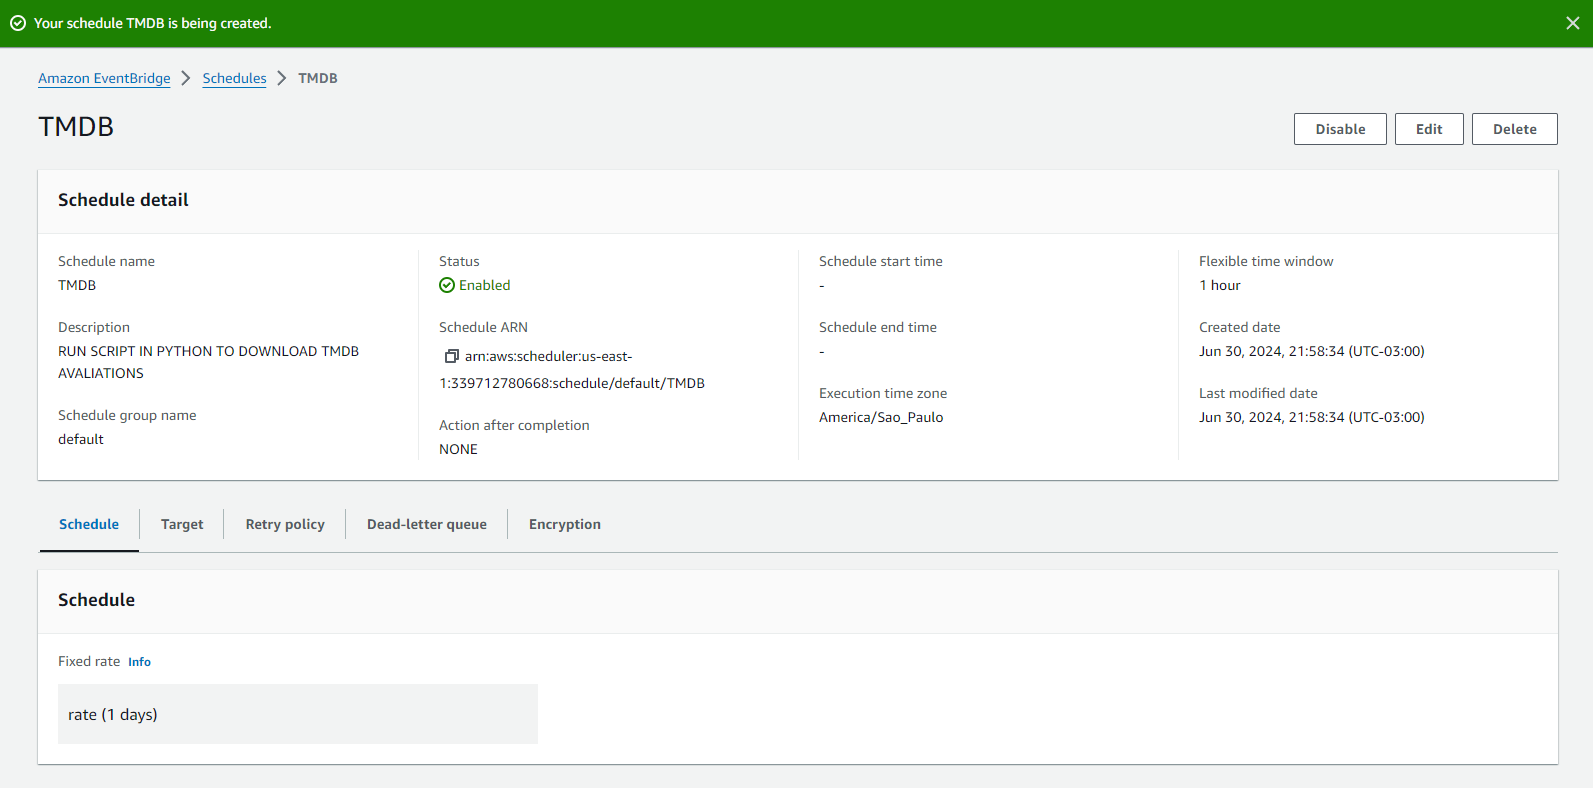 Your schedule TMDB is being created.
Amazon EventBridge
Schedules
TMDB
TMDB
Disable
Edit
Delete
Schedule detail
Schedule name
TMDB
Description
RUN SCRIPT IN PYTHON TO DOWNLOAD TMDB
AVALIATIONS
Schedule group name
default
Status
Enabled
Schedule ARN
arn:aws:scheduler:us-east-
1:339712780668:schedule/default/TMDB
Action after completion
NONE
Schedule start time
-
Schedule end time
-
Execution time zone
America/Sao_Paulo
Flexible time window
1 hour
Created date
Jun 30, 2024, 21:58:34 (UTC-03:00)
Last modified date
Jun 30, 2024, 21:58:34 (UTC-03:00)
Schedule
Target
Retry policy
Dead-letter queue
Encryption
Schedule
Fixed rate Info
rate (1 days)